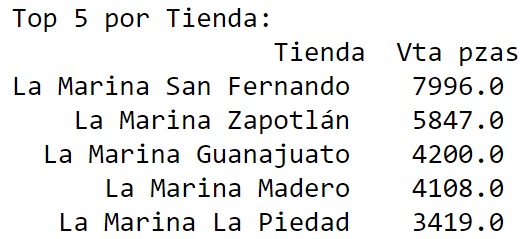 Top 5 por Tienda:
Tienda Vta pzas
La Marina San Fernando 7996.0
La Marina Zapotlán 5847.0
La Marina Guanajuato 4200.0
La Marina Madero 4108.0
La Marina La Piedad 3419.0